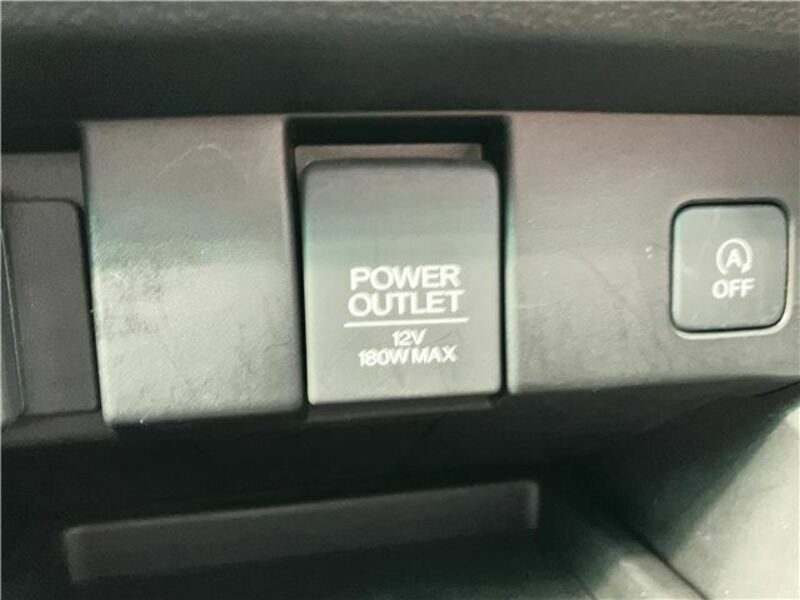 POWER
OUTLET
12V
180W MAX
A
OFF